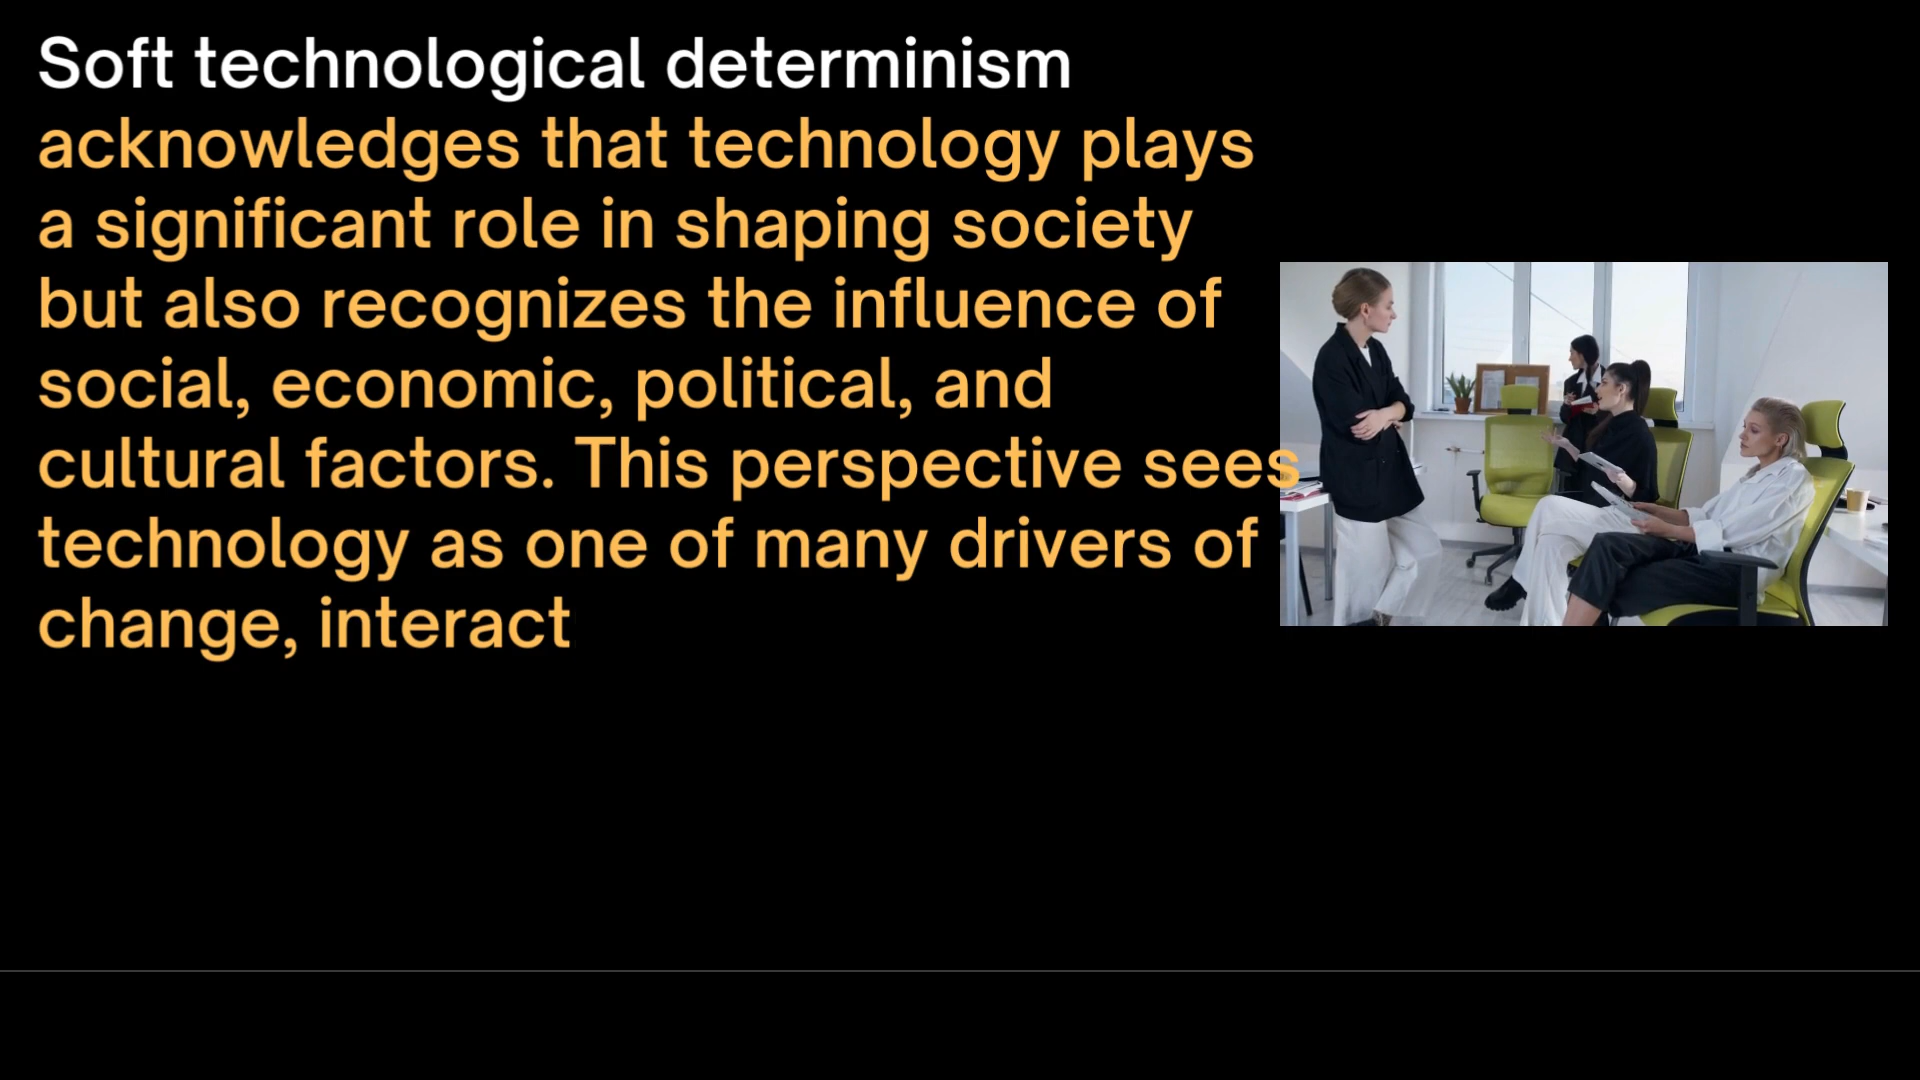 Soft technological determinism
acknowledges that technology plays
a significant role in shaping society
but also recognizes the influence of
social, economic, political, and
cultural factors. This perspective sees
technology as one of many drivers of
change, interact